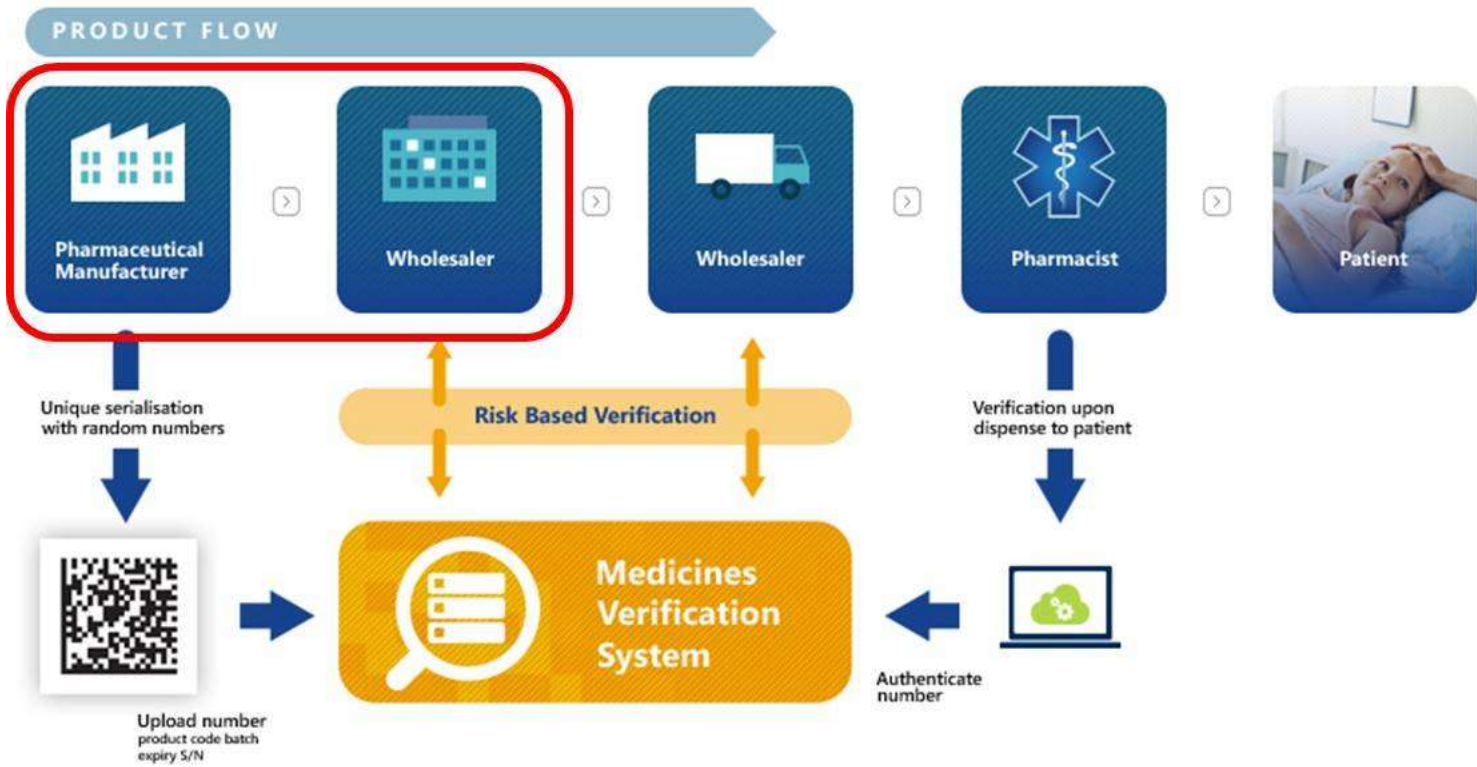 PRODUCT FLOW
Pharmaceutical
Manufacturer
Wholesaler
Wholesaler
Pharmacist
Patient
Unique serialisation
with random numbers
Risk Based Verification
Verification upon
dispense to patient
Medicines
Verification
System
Authenticate
number
Upload number
product code batch
expiry S/N